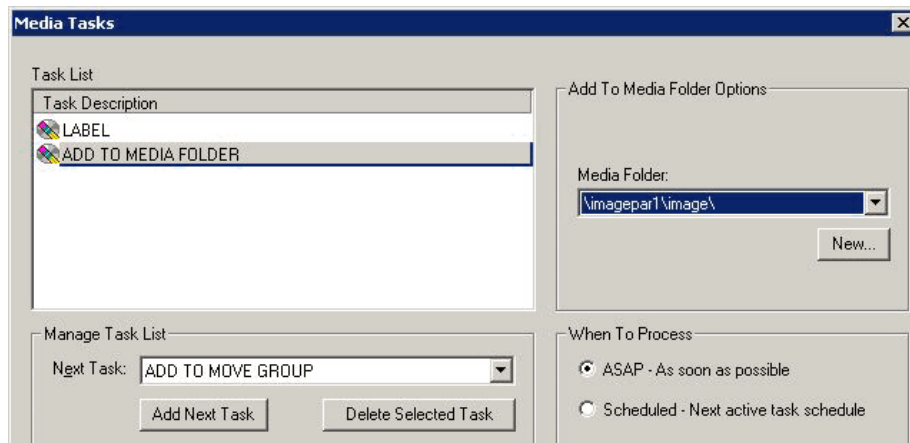 Media Tasks
Task List
Task Description
LABEL
ADD TO MEDIA FOLDER
Add To Media Folder Options
Media Folder:
\imagepar1\image\
New...
Manage Task List
Next Task: ADD TO MOVE GROUP
Add Next Task Delete Selected Task
When To Process
ASAP - As soon as possible
Scheduled - Next active task schedule